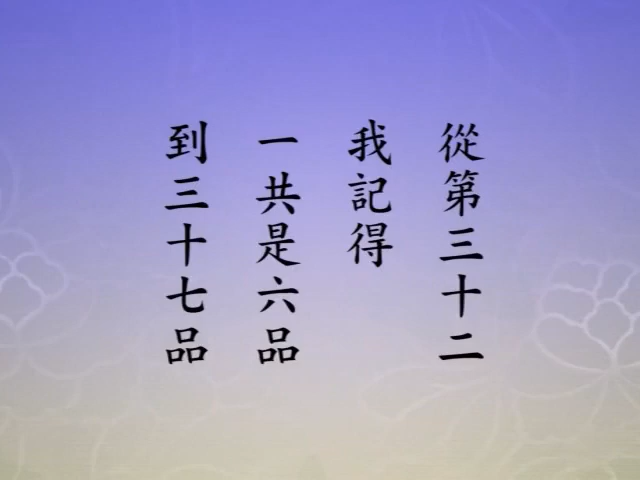 從第三十二
我記得
一共是六品
到三十七品